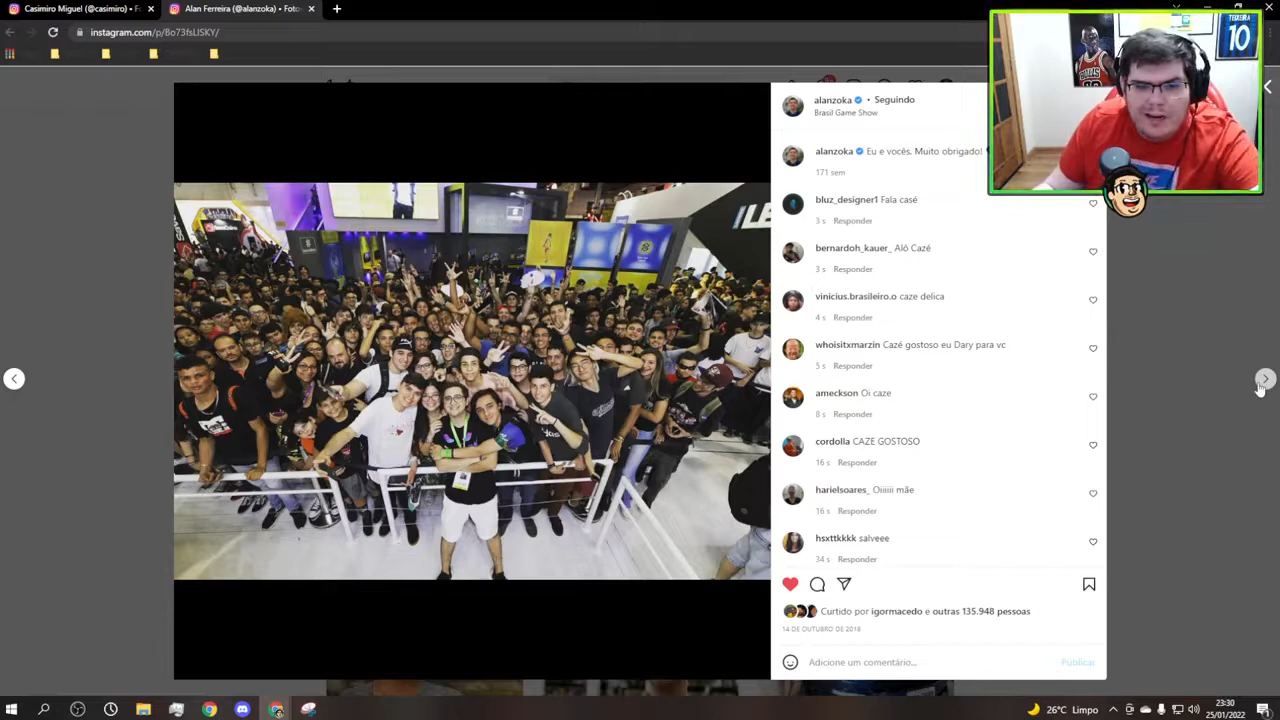 Casimiro Miguel (@casimiro) • F
Alan Ferreira (@alanzoka) • Foto
instagram.com/p/Bo73fsLlSKY/
TEIXEIRA
10
alanzoka • Seguindo
Brasil Game Show
alanzoka Eu e vocês. Muito obrigado!
171 sem
bluz_designer1 Fala casé
3 s Responder
bernardoh_kauer_ Alô Cazé
3 s Responder
vinicius.brasileiro.o caze delica
4 s Responder
whoisitxmarzin Cazé gostoso eu Dary para vc
5 s Responder
ameckson Oi caze
8 s Responder
cordolla CAZE GOSTOSO
16 s Responder
harielsoares_ Oiiiiii mãe
16 s Responder
hsxttkkkk salveee
34 s Responder
Curtido por igormacedo e outras 135.948 pessoas
14 DE OUTUBRO DE 2018
Adicione um comentário...
Publicar
26°C Limpo
23:30
25/01/2022